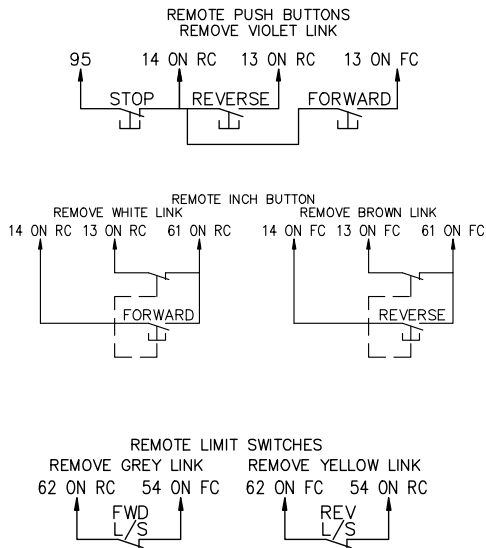 REMOTE PUSH BUTTONS
REMOVE VIOLET LINK
95 14 ON RC 13 ON RC 13 ON FC
STOP REVERSE FORWARD
REMOTE INCH BUTTON
REMOVE WHITE LINK REMOVE BROWN LINK
14 ON RC 13 ON RC 61 ON RC 14 ON FC 13 ON FC 61 ON FC
FORWARD REVERSE
REMOTE LIMIT SWITCHES
REMOVE GREY LINK REMOVE YELLOW LINK
62 ON RC 54 ON FC 62 ON FC 54 ON RC
FWD REV
L/S L/S